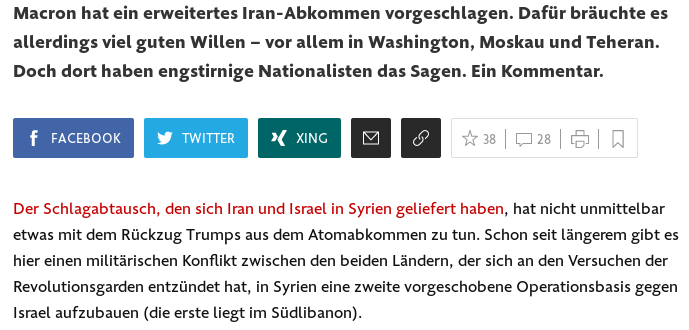 Macron hat ein erweitertes Iran-Abkommen vorgeschlagen. Dafür bräuchte es
allerdings viel guten Willen – vor allem in Washington, Moskau und Teheran.
Doch dort haben engstirnige Nationalisten das Sagen. Ein Kommentar.
FACEBOOK TWITTER XING 38 28
Der Schlagabtausch, den sich Iran und Israel in Syrien geliefert haben, hat nicht unmittelbar
etwas mit dem Rückzug Trumps aus dem Atomabkommen zu tun. Schon seit längerem gibt es
hier einen militärischen Konflikt zwischen den beiden Ländern, der sich an den Versuchen der
Revolutionsgarden entzündet hat, in Syrien eine zweite vorgeschobene Operationsbasis gegen
Israel aufzubauen (die erste liegt im Südlibanon).